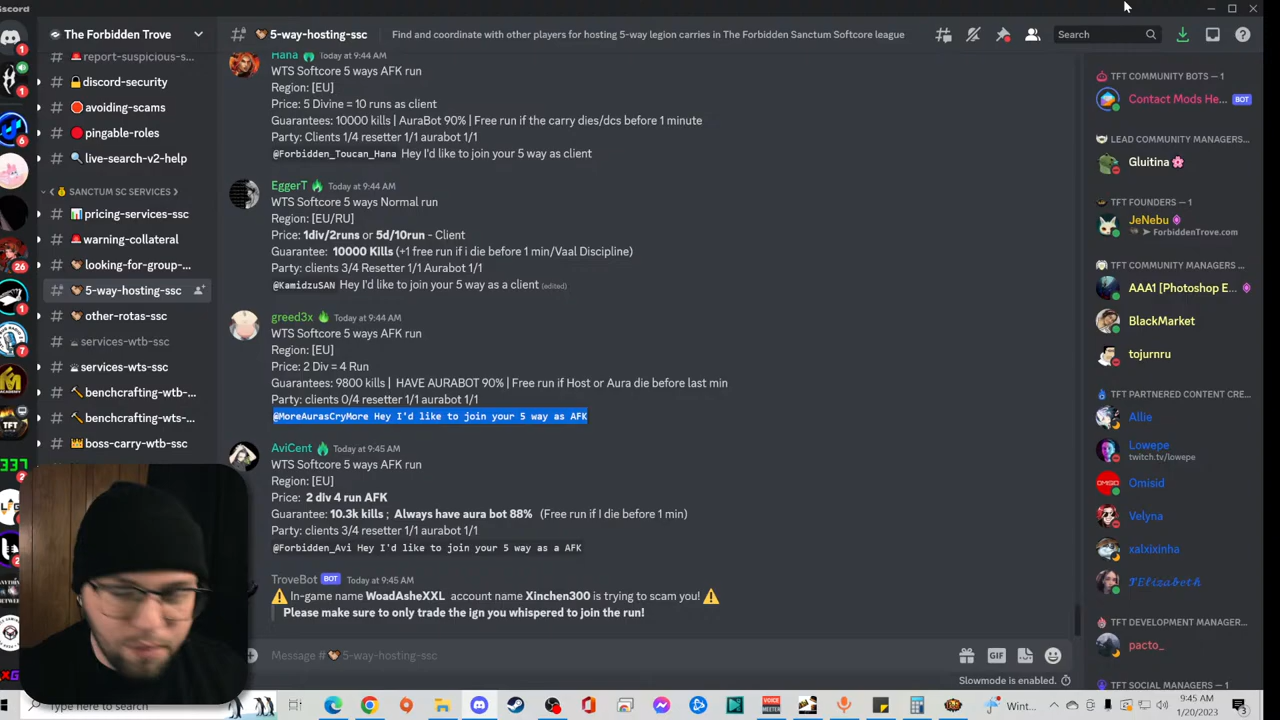 Discord
The Forbidden Trove
5-way-hosting-ssc
Find and coordinate with other players for hosting 5-way legion carries in The Forbidden Sanctum Softcore league
Search
report-suspicious-s...
discord-security
avoiding-scams
pingable-roles
live-search-v2-help
SANCTUM SC SERVICES
pricing-services-ssc
warning-collateral
looking-for-group-...
5-way-hosting-ssc
other-rotas-ssc
services-wtb-ssc
services-wts-ssc
benchcrafting-wtb-...
benchcrafting-wts-...
boss-carry-wtb-ssc
Hana Today at 9:44 AM
WTS Softcore 5 ways AFK run
Region: [EU]
Price: 5 Divine = 10 runs as client
Guarantees: 10000 kills | AuraBot 90% | Free run if the carry dies/dcs before 1 minute
Party: Clients 1/4 resetter 1/1 aurabot 1/1
@Forbidden_Toucan_Hana Hey I'd like to join your 5 way as client
EggerT Today at 9:44 AM
WTS Softcore 5 ways Normal run
Region: [EU/RU]
Price: 1div/2runs or 5d/10run - Client
Guarantee: 10000 Kills (+1 free run if i die before 1 min/Vaal Discipline)
Party: clients 3/4 Resetter 1/1 Aurabot 1/1
@KamidzuSAN Hey I'd like to join your 5 way as a client (edited)
greed3x Today at 9:44 AM
WTS Softcore 5 ways AFK run
Region: [EU]
Price: 2 Div = 4 Run
Guarantees: 9800 kills | HAVE AURABOT 90% | Free run if Host or Aura die before last min
Party: clients 0/4 resetter 1/1 aurabot 1/1
@MoreAurasCryMore Hey I'd like to join your 5 way as AFK
AviCent Today at 9:45 AM
WTS Softcore 5 ways AFK run
Region: [EU]
Price: 2 div 4 run AFK
Guarantee: 10.3k kills ; Always have aura bot 88% (Free run if I die before 1 min)
Party: clients 3/4 resetter 1/1 aurabot 1/1
@Forbidden_Avi Hey I'd like to join your 5 way as a AFK
TroveBot BOT Today at 9:45 AM
In-game name WoadAsheXXL account name Xinchen300 is trying to scam you!
Please make sure to only trade the ign you whispered to join the run!
Message # 5-way-hosting-ssc
GIF
Slowmode is enabled.
TFT COMMUNITY BOTS — 1
Contact Mods He... BOT
LEAD COMMUNITY MANAGERS...
Gluitina
TFT FOUNDERS — 1
JeNebu
ForbiddenTrove.com
TFT COMMUNITY MANAGERS ...
AAA1 [Photoshop E...
BlackMarket
tojurnru
TFT PARTNERED CONTENT CRE...
Allie
Lowepe
twitch.tv/lowepe
Omisid
Velyna
xalxixinha
Elizabeth
TFT DEVELOPMENT MANAGER...
pacto_
TFT SOCIAL MANAGERS — 1
Type here to search
VOICE MEETER
Wint...
9:45 AM
1/20/2023